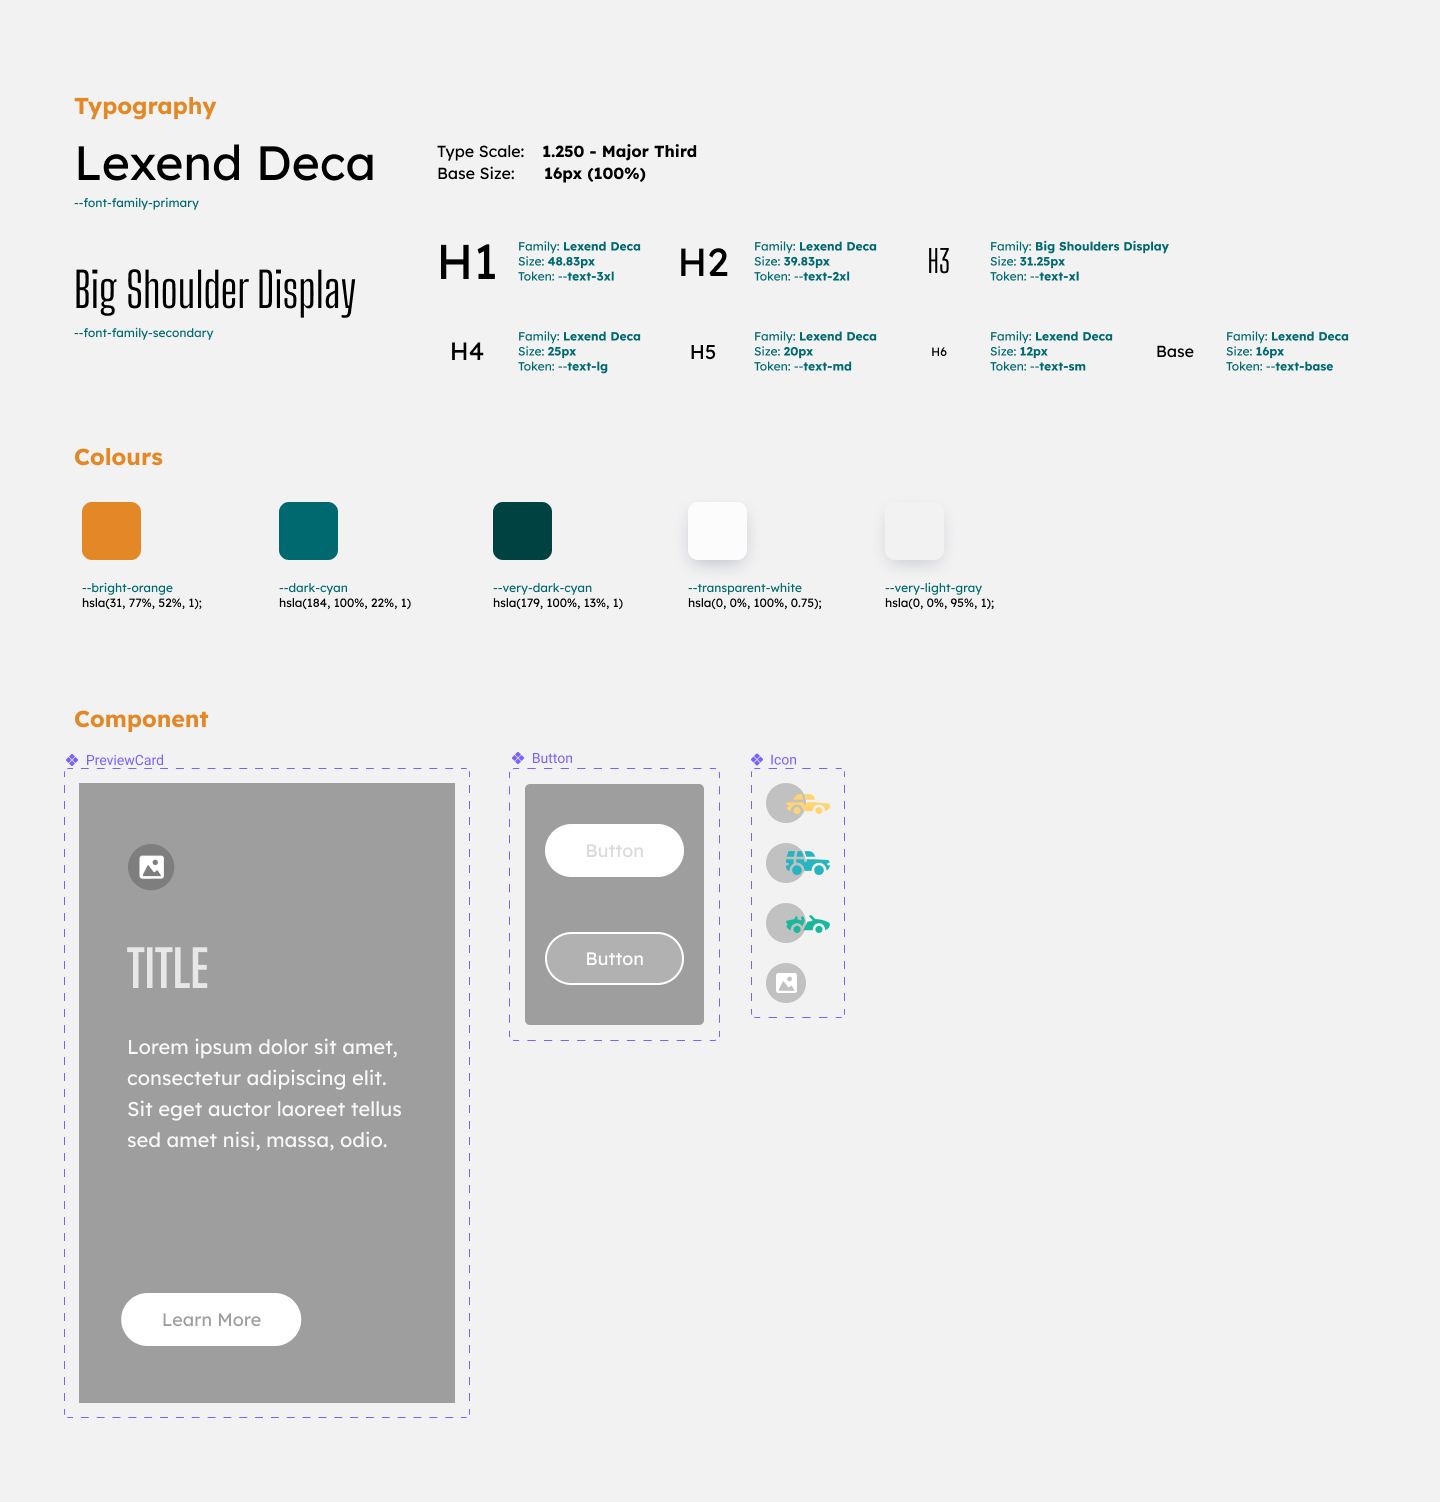 Typography
Lexend Deca
--font-family-primary
Big Shoulder Display
--font-family-secondary
Type Scale: 1.250 - Major Third
Base Size: 16px (100%)
H1
Family: Lexend Deca
Size: 48.83px
Token: --text-3xl
H2
Family: Lexend Deca
Size: 39.83px
Token: --text-2xl
H3
Family: Big Shoulders Display
Size: 31.25px
Token: --text-xl
H4
Family: Lexend Deca
Size: 25px
Token: --text-lg
H5
Family: Lexend Deca
Size: 20px
Token: --text-md
H6
Family: Lexend Deca
Size: 12px
Token: --text-sm
Base
Family: Lexend Deca
Size: 16px
Token: --text-base
Colours
--bright-orange
hsla(31, 77%, 52%, 1);
--dark-cyan
hsla(184, 100%, 22%, 1)
--very-dark-cyan
hsla(179, 100%, 13%, 1)
--transparent-white
hsla(0, 0%, 100%, 0.75);
--very-light-gray
hsla(0, 0%, 95%, 1);
Component
PreviewCard
TITLE
Lorem ipsum dolor sit amet,
consectetur adipiscing elit.
Sit eget auctor laoreet tellus
sed amet nisi, massa, odio.
Learn More
Button
Button
Button
Icon